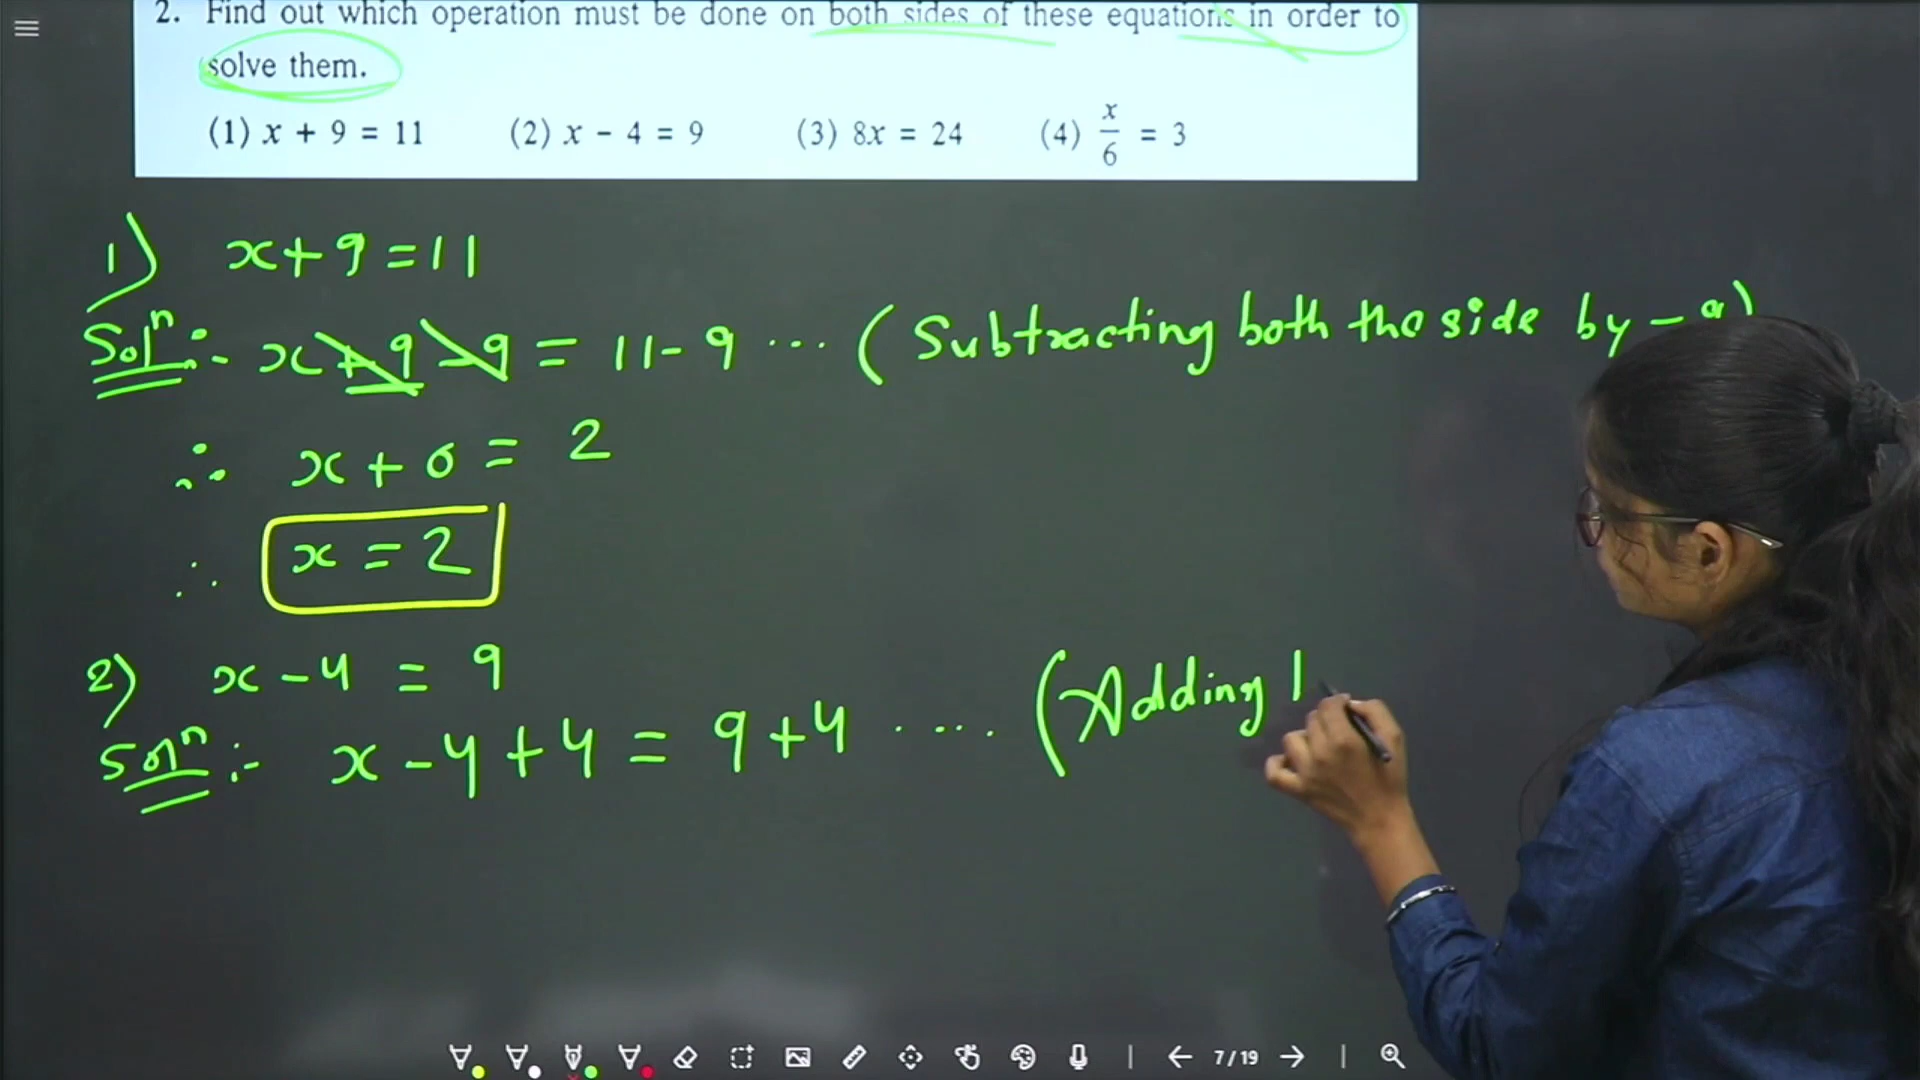 2. Find out which operation must be done on both sides of these equations in order to
solve them.
(1) x + 9 = 11 (2) x − 4 = 9 (3) 8x = 24 (4) x/6 = 3
1) x+9 = 11
Solⁿ :- x+9-9 = 11-9 ... (Subtracting both the side by -9)
∴ x+0 = 2
∴ x = 2
2) x-4 = 9
Solⁿ :- x-4+4 = 9+4 .... (Adding
7/19